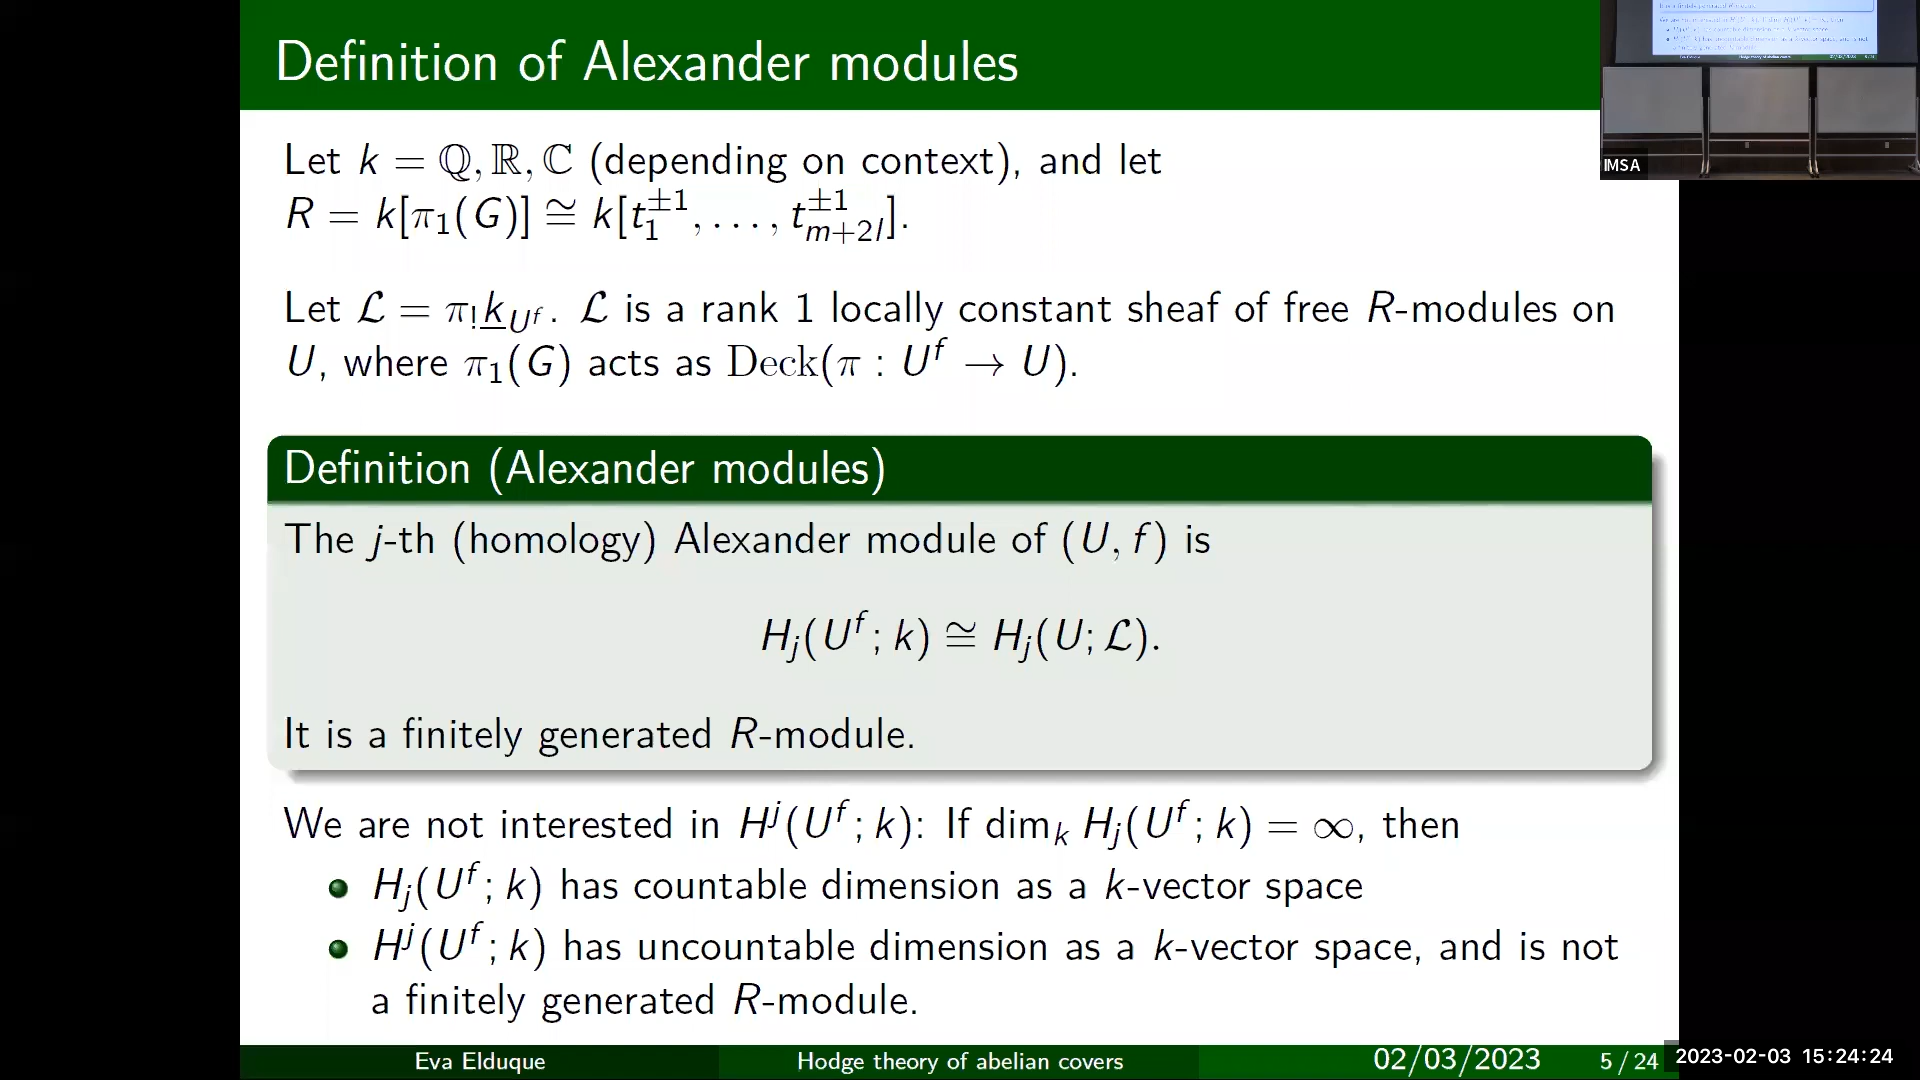 Definition of Alexander modules
IMSA
Let k = ℚ, ℝ, ℂ (depending on context), and let
R = k[π₁(G)] ≅ k[t₁^{±1}, . . . , t_{m+2l}^{±1}].
Let ℒ = π_! \underline{k}_{U^f}. ℒ is a rank 1 locally constant sheaf of free R-modules on
U, where π₁(G) acts as Deck(π : U^f → U).
Definition (Alexander modules)
The j-th (homology) Alexander module of (U, f) is
H_j(U^f; k) ≅ H_j(U; ℒ).
It is a finitely generated R-module.
We are not interested in H^j(U^f; k): If dim_k H_j(U^f; k) = ∞, then
H_j(U^f; k) has countable dimension as a k-vector space
H^j(U^f; k) has uncountable dimension as a k-vector space, and is not
a finitely generated R-module.
Eva Elduque Hodge theory of abelian covers 02/03/2023 5 / 24
2023-02-03 15:24:24